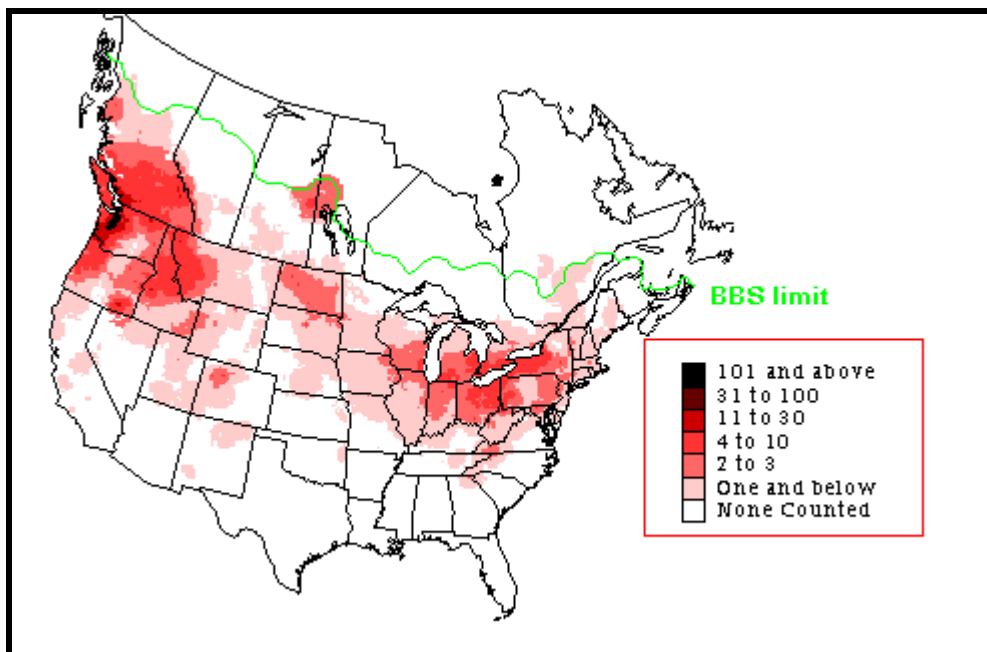 BBS limit
101 and above
31 to 100
11 to 30
4 to 10
2 to 3
One and below
None Counted